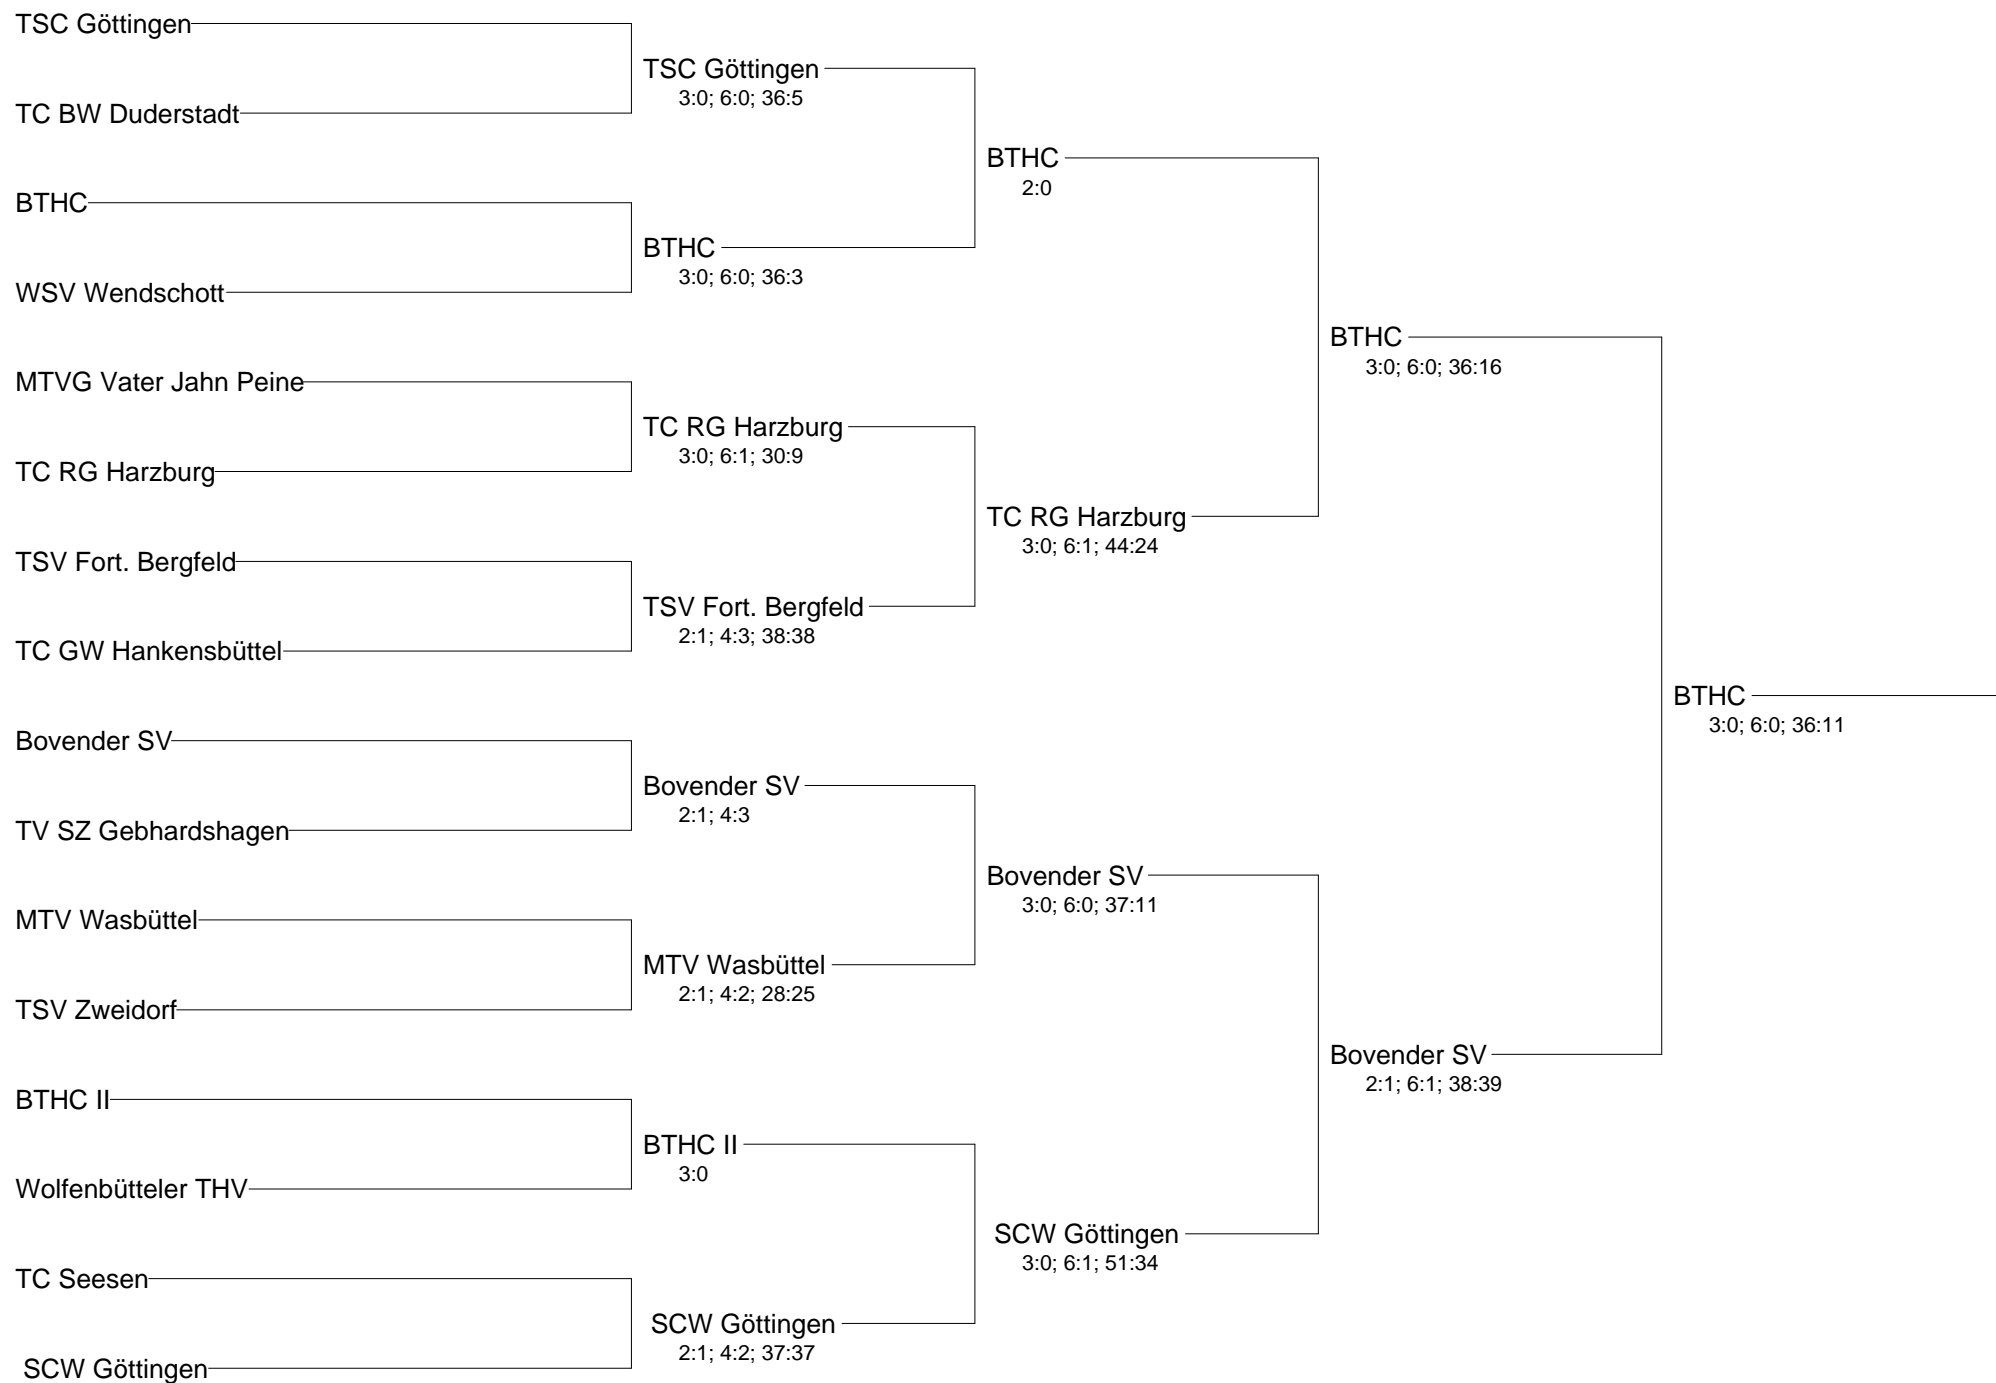 TSC Göttingen
TC BW Duderstadt
BTHC
WSV Wendschott
MTVG Vater Jahn Peine
TC RG Harzburg
TSV Fort. Bergfeld
TC GW Hankensbüttel
Bovender SV
TV SZ Gebhardshagen
MTV Wasbüttel
TSV Zweidorf
BTHC II
Wolfenbütteler THV
TC Seesen
SCW Göttingen
TSC Göttingen
3:0; 6:0; 36:5
BTHC
3:0; 6:0; 36:3
TC RG Harzburg
3:0; 6:1; 30:9
TSV Fort. Bergfeld
2:1; 4:3; 38:38
Bovender SV
2:1; 4:3
MTV Wasbüttel
2:1; 4:2; 28:25
BTHC II
3:0
SCW Göttingen
2:1; 4:2; 37:37
BTHC
2:0
TC RG Harzburg
3:0; 6:1; 44:24
Bovender SV
3:0; 6:0; 37:11
SCW Göttingen
3:0; 6:1; 51:34
BTHC
3:0; 6:0; 36:16
Bovender SV
2:1; 6:1; 38:39
BTHC
3:0; 6:0; 36:11